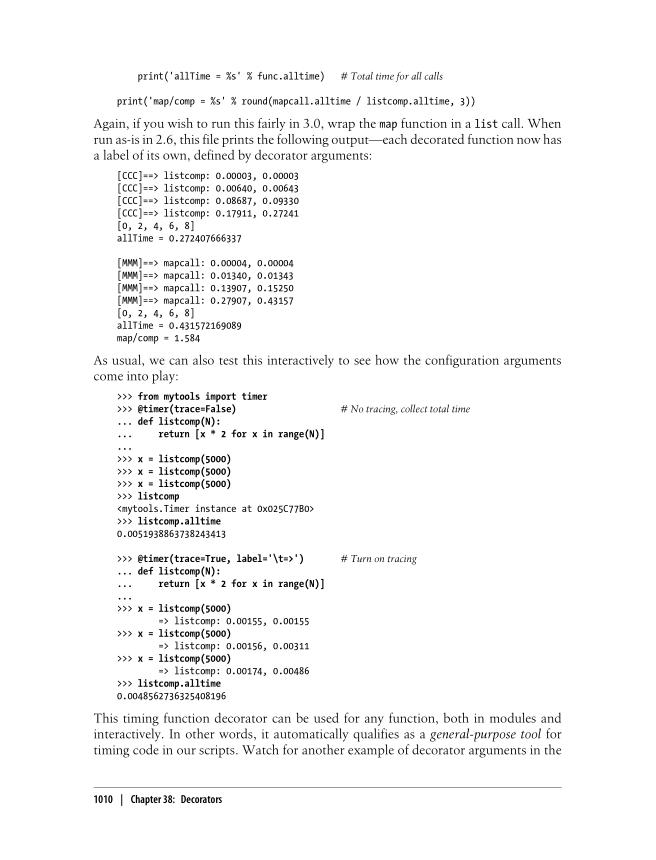 print('allTime = %s' % func.alltime)   # Total time for all calls
print('map/comp = %s' % round(mapcall.alltime / listcomp.alltime, 3))
Again, if you wish to run this fairly in 3.0, wrap the map function in a list call. When
run as-is in 2.6, this file prints the following output—each decorated function now has
a label of its own, defined by decorator arguments:
[CCC]==> listcomp: 0.00003, 0.00003
[CCC]==> listcomp: 0.00640, 0.00643
[CCC]==> listcomp: 0.08687, 0.09330
[CCC]==> listcomp: 0.17911, 0.27241
[0, 2, 4, 6, 8]
allTime = 0.272407666337
[MMM]==> mapcall: 0.00004, 0.00004
[MMM]==> mapcall: 0.01340, 0.01343
[MMM]==> mapcall: 0.13907, 0.15250
[MMM]==> mapcall: 0.27907, 0.43157
[0, 2, 4, 6, 8]
allTime = 0.431572169089
map/comp = 1.584
As usual, we can also test this interactively to see how the configuration arguments
come into play:
>>> from mytools import timer
>>> @timer(trace=False)   # No tracing, collect total time
... def listcomp(N):
...     return [x * 2 for x in range(N)]
...
>>> x = listcomp(5000)
>>> x = listcomp(5000)
>>> x = listcomp(5000)
>>> listcomp
<mytools.Timer instance at 0x025C77B0>
>>> listcomp.alltime
0.0051938863738243413
>>> @timer(trace=True, label='\t=>')   # Turn on tracing
... def listcomp(N):
...     return [x * 2 for x in range(N)]
...
>>> x = listcomp(5000)
=> listcomp: 0.00155, 0.00155
>>> x = listcomp(5000)
=> listcomp: 0.00156, 0.00311
>>> x = listcomp(5000)
=> listcomp: 0.00174, 0.00486
>>> listcomp.alltime
0.0048562736325408196
This timing function decorator can be used for any function, both in modules and
interactively. In other words, it automatically qualifies as a general-purpose tool for
timing code in our scripts. Watch for another example of decorator arguments in the
1010 | Chapter 38: Decorators